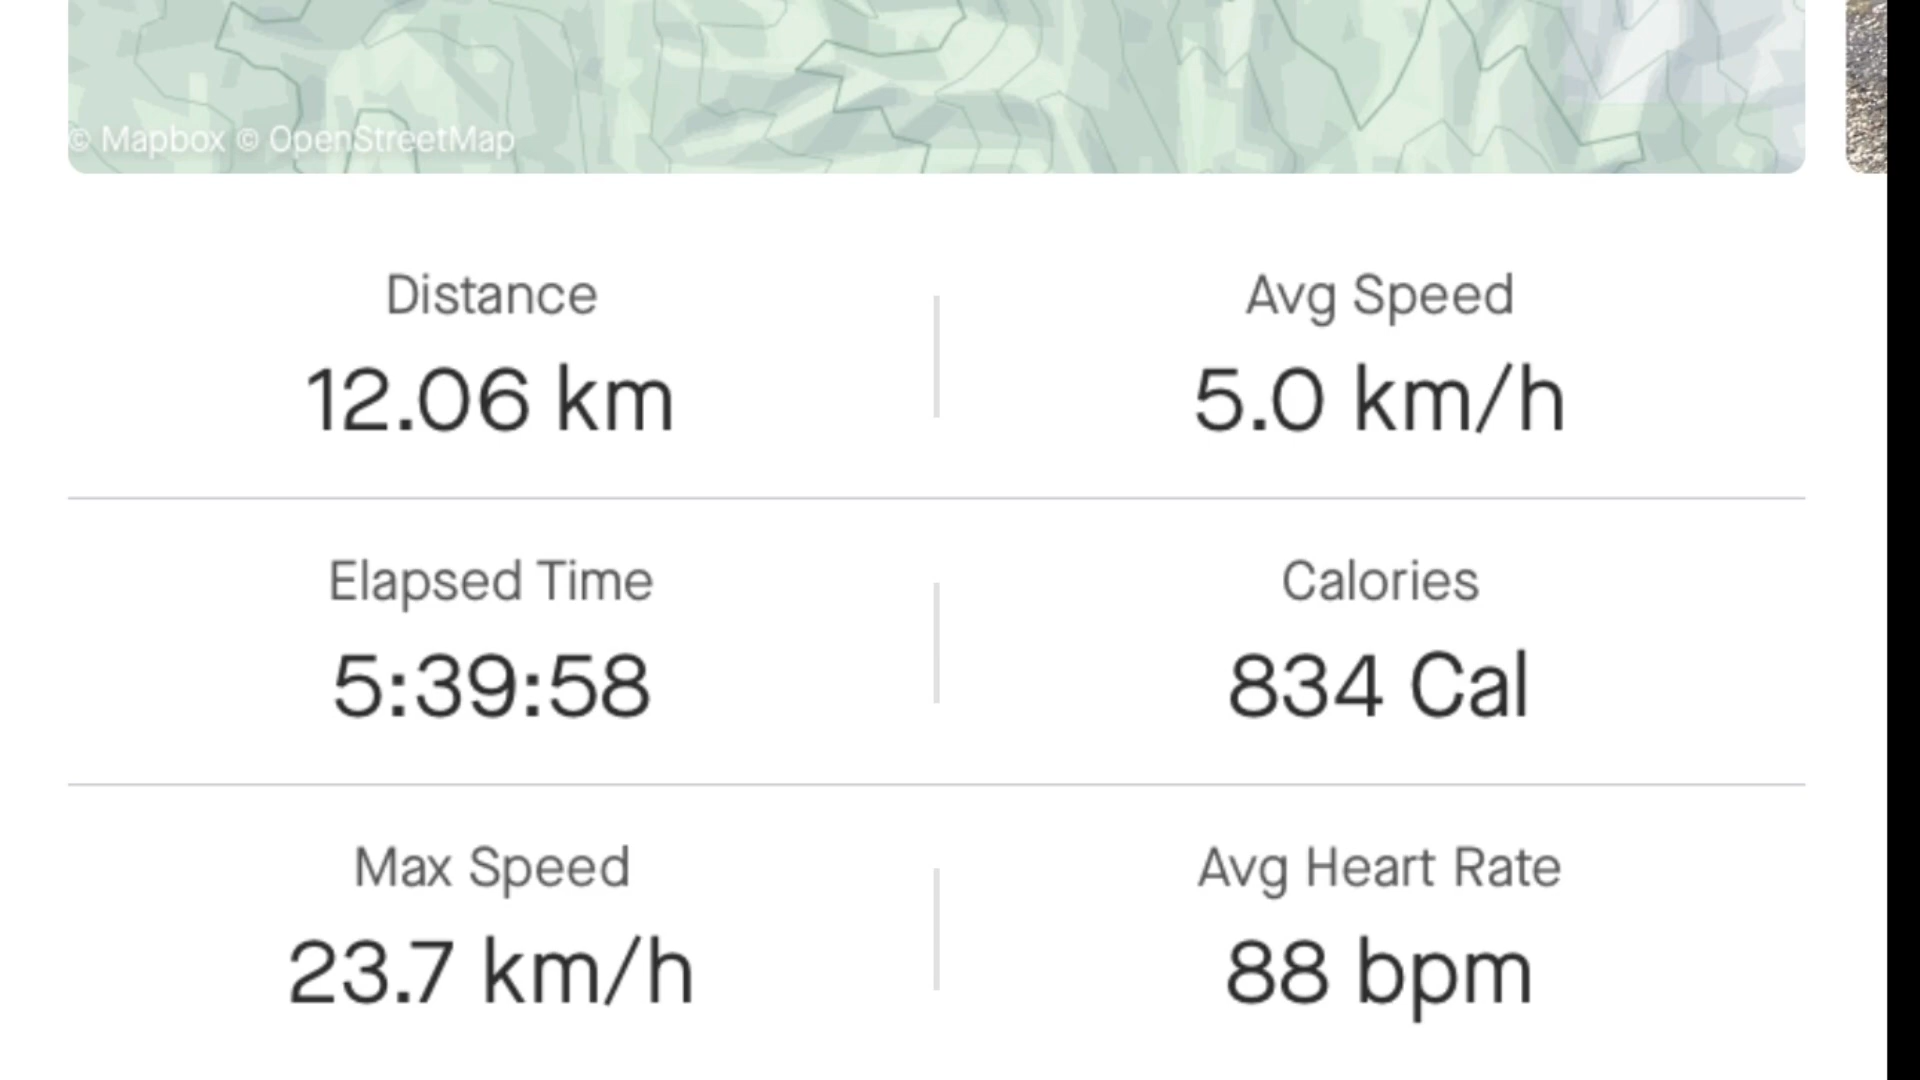 © Mapbox © OpenStreetMap
Distance
12.06 km
Avg Speed
5.0 km/h
Elapsed Time
5:39:58
Calories
834 Cal
Max Speed
23.7 km/h
Avg Heart Rate
88 bpm